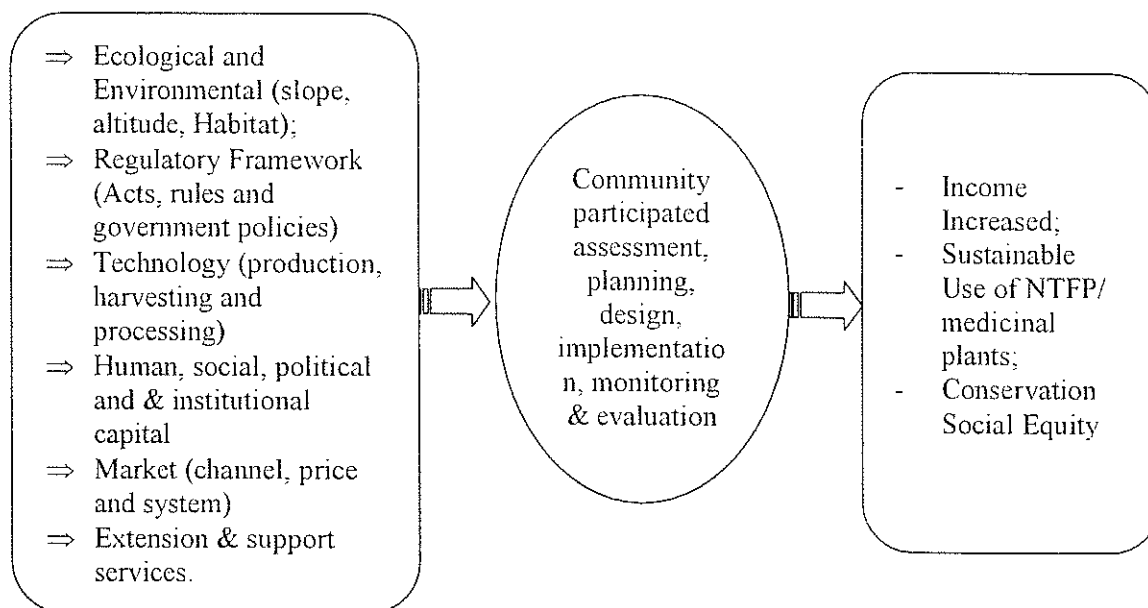 ⇒ Ecological and
Environmental (slope,
altitude, Habitat);
⇒ Regulatory Framework
(Acts, rules and
government policies)
⇒ Technology (production,
harvesting and
processing)
⇒ Human, social, political
and & institutional
capital
⇒ Market (channel, price
and system)
⇒ Extension & support
services.
Community
participated
assessment,
planning,
design,
implementatio
n, monitoring
& evaluation
- Income
Increased;
- Sustainable
Use of NTFP/
medicinal
plants;
- Conservation
Social Equity